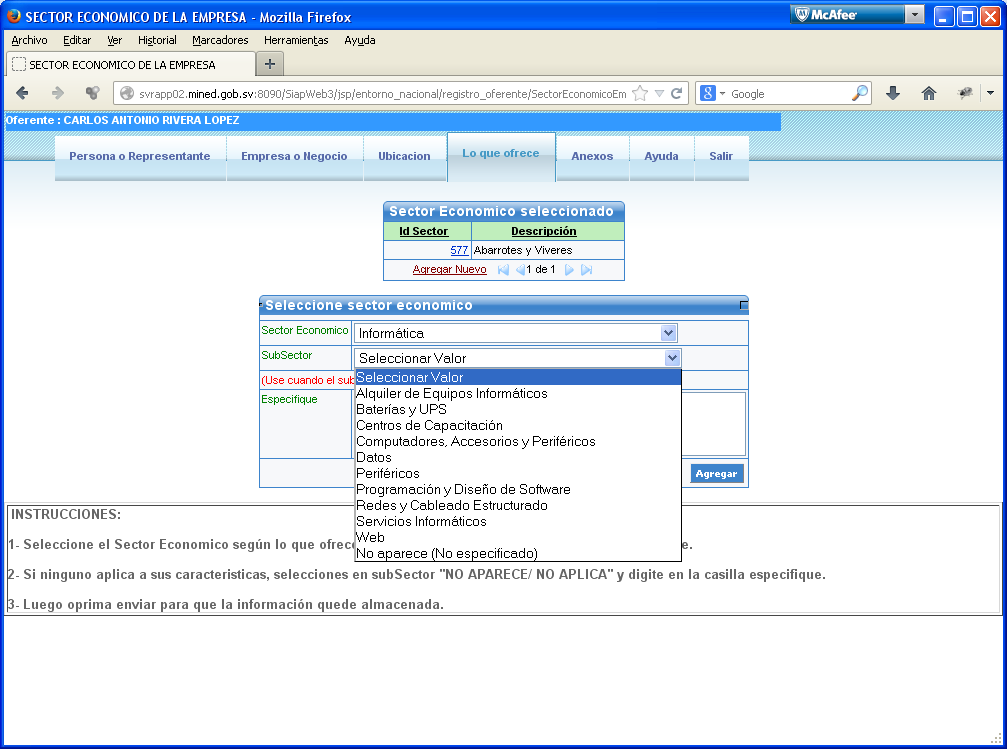 SECTOR ECONOMICO DE LA EMPRESA - Mozilla Firefox
McAfee
Archivo Editar Ver Historial Marcadores Herramientas Ayuda
SECTOR ECONOMICO DE LA EMPRESA
svrapp02.mined.gob.sv:8090/SiapWeb3/jsp/entorno_nacional/registro_oferente/SectorEconomicoEm
Google
Oferente : CARLOS ANTONIO RIVERA LOPEZ
Persona o Representante Empresa o Negocio Ubicacion Lo que ofrece Anexos Ayuda Salir
Sector Economico seleccionado
Id Sector Descripción
577 Abarrotes y Viveres
Agregar Nuevo 1 de 1
Seleccione sector economico
Sector Economico Informática
SubSector Seleccionar Valor
(Use cuando el sub
Especifique
Seleccionar Valor
Alquiler de Equipos Informáticos
Baterías y UPS
Centros de Capacitación
Computadores, Accesorios y Periféricos
Datos
Periféricos
Programación y Diseño de Software
Redes y Cableado Estructurado
Servicios Informáticos
Web
No aparece (No especificado)
Agregar
INSTRUCCIONES:
1- Seleccione el Sector Economico según lo que ofrec e.
2- Si ninguno aplica a sus caracteristicas, selecciones en subSector "NO APARECE/ NO APLICA" y digite en la casilla especifique.
3- Luego oprima enviar para que la información quede almacenada.